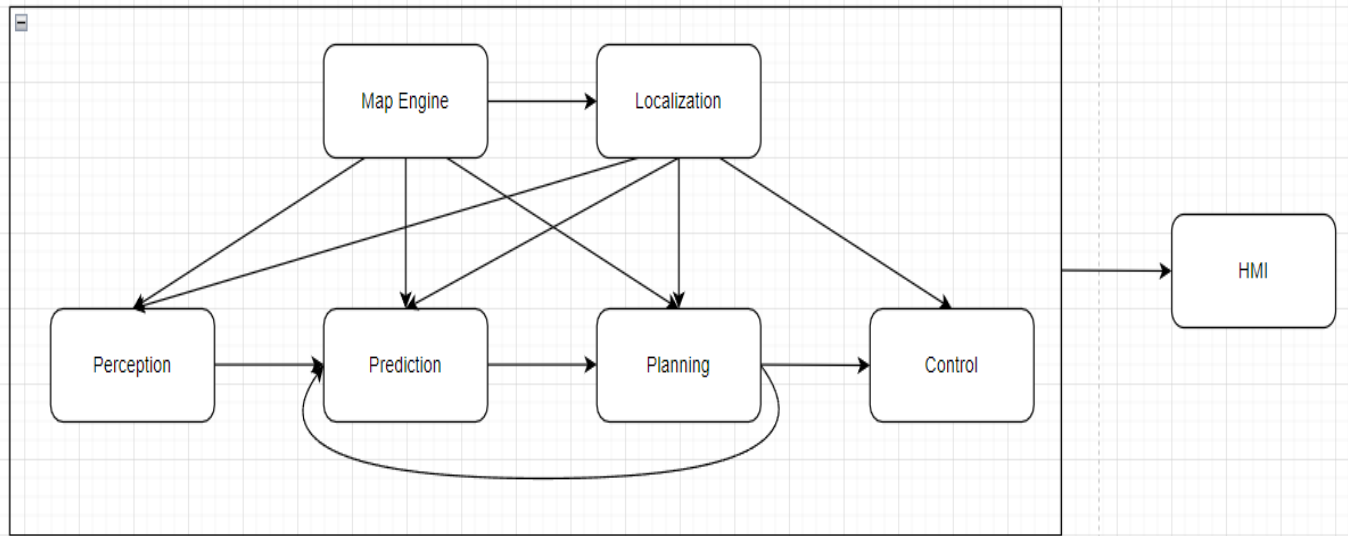 Map Engine
Localization
HMI
Perception
Prediction
Planning
Control